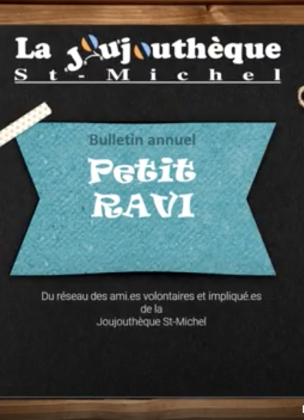 La Joujouthèque
St-Michel
Bulletin annuel
Petit
RAVI
Du réseau des ami.es volontaires et impliqué.es
de la
Joujouthèque St-Michel